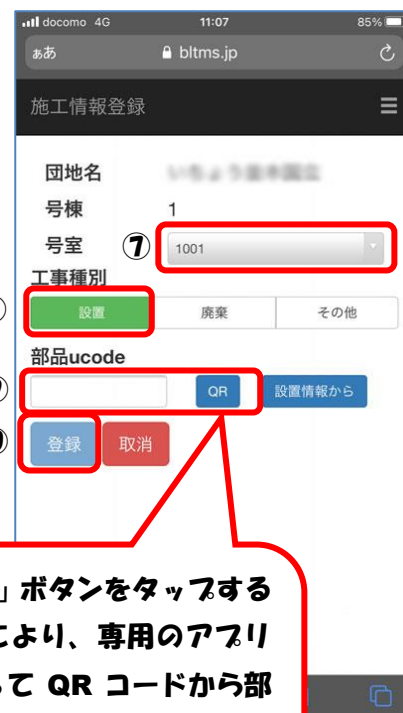 docomo 4G 11:07 85%
ぁあ bltms.jp
施工情報登録
団地名
号棟 1
号室 ⑦ 1001
工事種別
設置 廃棄 その他
部品ucode
QR 設置情報から
登録 取消
」ボタンをタップする
により、専用のアプリ
して QR コードから部